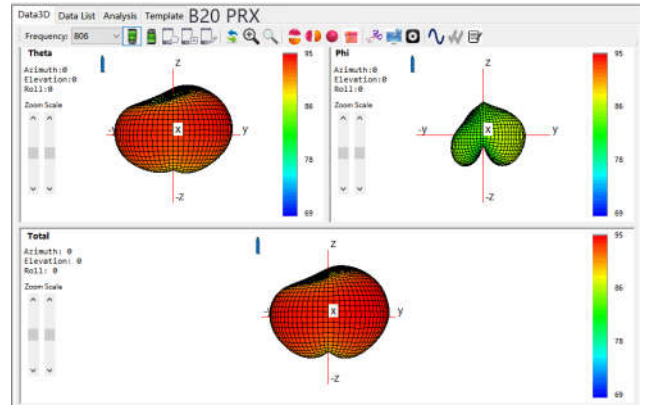 Data3D Data List Analysis Template B20 PRX
Frequency: 806
Theta
Azimuth:0
Elevation:0
Roll:0
Zoom Scale
z
-y
x
y
-z
95
86
78
69
Phi
Azimuth:0
Elevation:0
Roll:0
Zoom Scale
z
-y
x
y
-z
95
86
78
69
Total
Azimuth: 0
Elevation: 0
Roll: 0
Zoom Scale
z
-y
x
y
-z
95
86
78
69